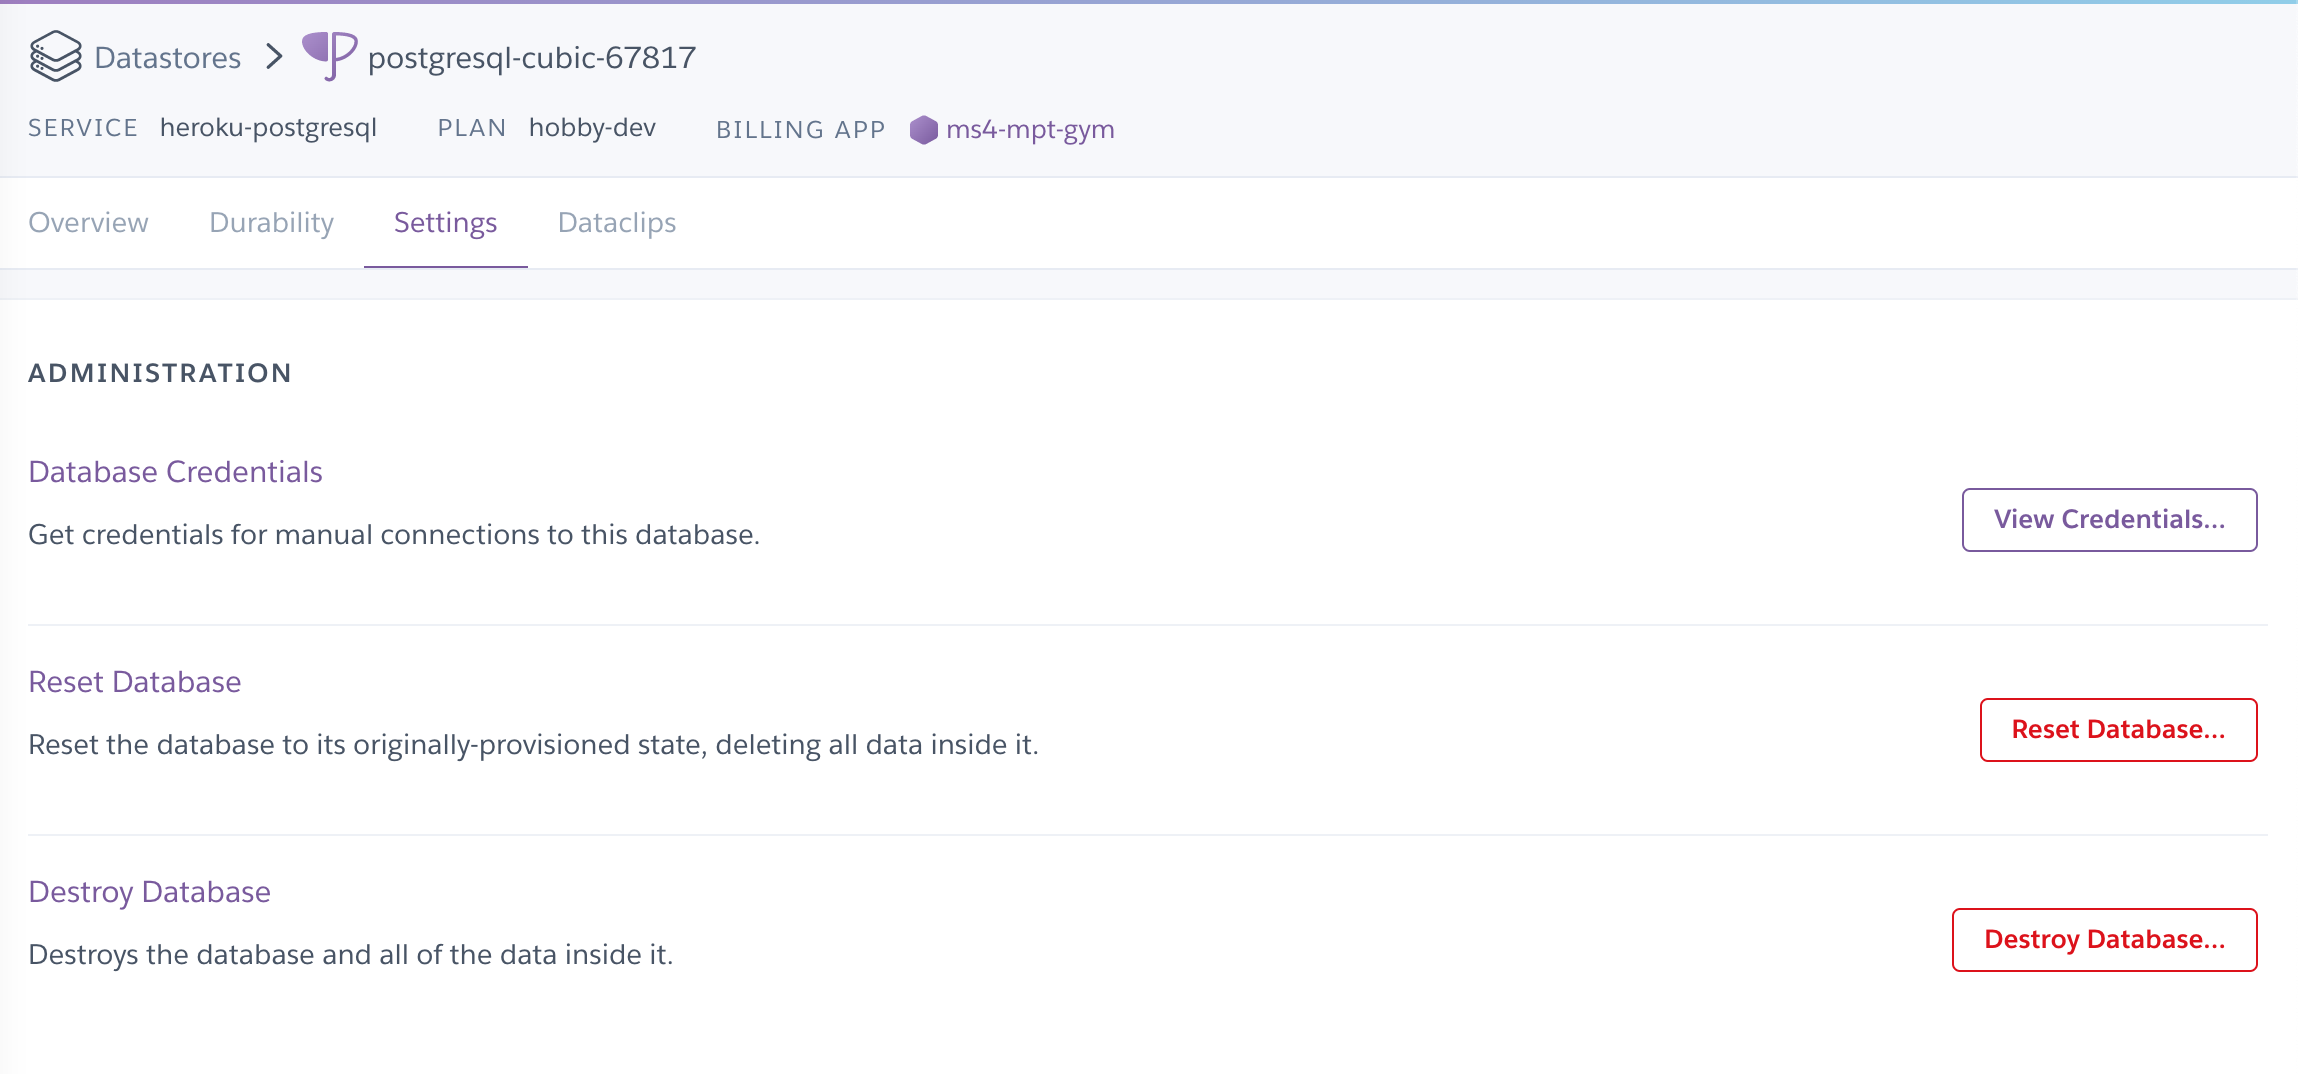 Datastores > postgresql-cubic-67817
SERVICE heroku-postgresql PLAN hobby-dev BILLING APP ms4-mpt-gym
Overview Durability Settings Dataclips
ADMINISTRATION
Database Credentials
Get credentials for manual connections to this database.
View Credentials...
Reset Database
Reset the database to its originally-provisioned state, deleting all data inside it.
Reset Database...
Destroy Database
Destroys the database and all of the data inside it.
Destroy Database...